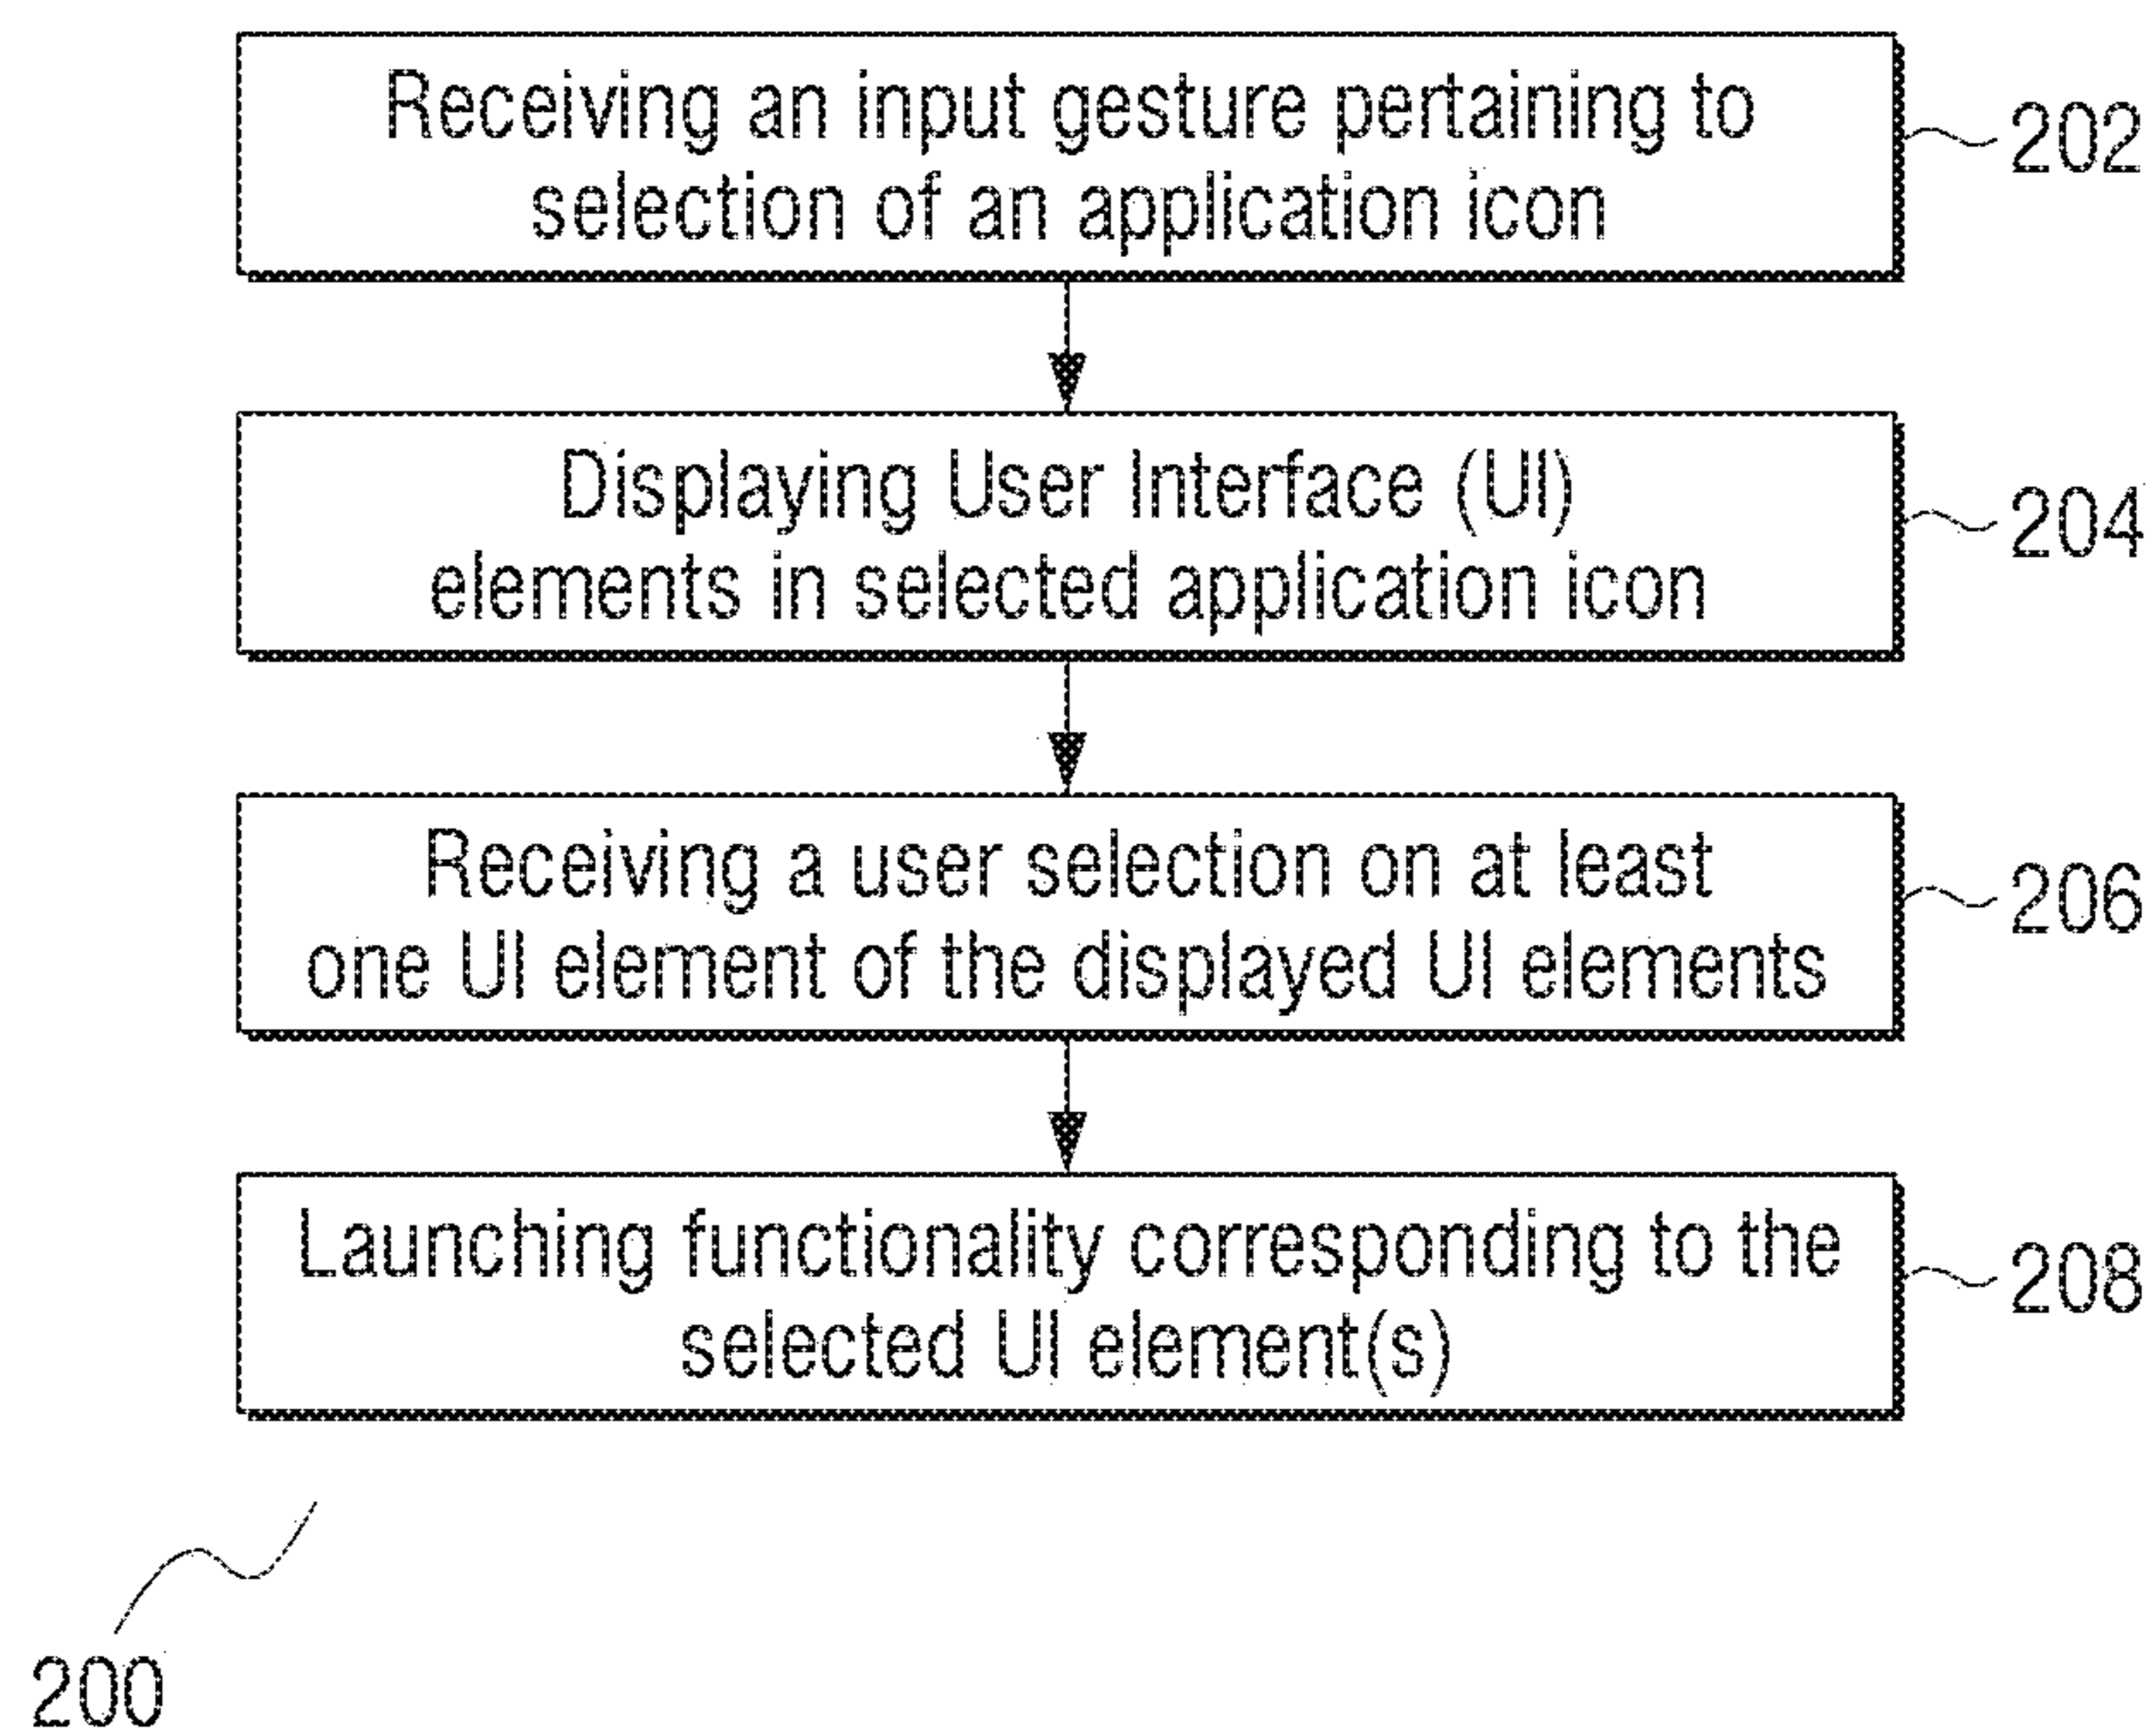 Receiving an input gesture pertaining to
selection of an application icon
202
Displaying User Interface (UI)
elements in selected application icon
204
Receiving a user selection on at least
one UI element of the displayed UI elements
206
Launching functionality corresponding to the
selected UI element(s)
208
200